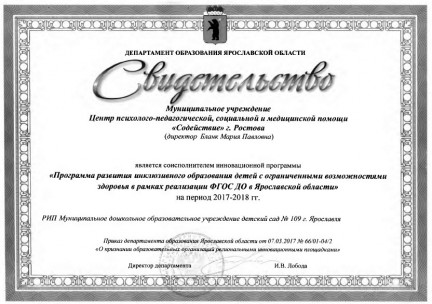 ДЕПАРТАМЕНТ ОБРАЗОВАНИЯ ЯРОСЛАВСКОЙ ОБЛАСТИ
Свидетельство
Муниципальное учреждение
Центр психолого-педагогической, социальной и медицинской помощи
«Содействие» г. Ростова
(директор Бланк Мария Павловна)
является соисполнителем инновационной программы
«Программа развития инклюзивного образования детей с ограниченными возможностями
здоровья в рамках реализации ФГОС ДО в Ярославской области»
на период 2017-2018 гг.
РИП Муниципальное дошкольное образовательное учреждение детский сад № 109 г. Ярославля
Приказ департамента образования Ярославской области от 07.03.2017 № 66/01-04/2
«О признании образовательных организаций региональными инновационными площадками»
Директор департамента И.В. Лобода